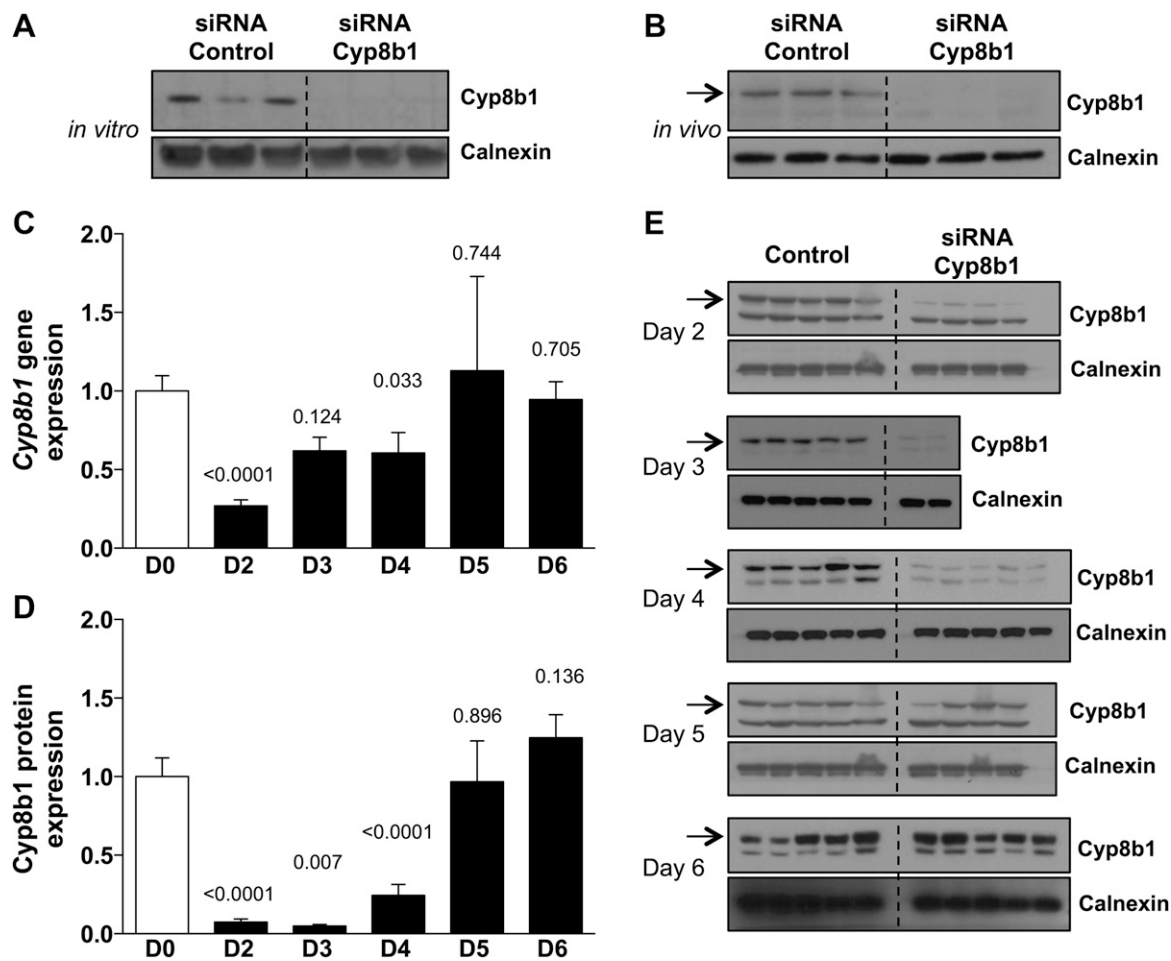 A
siRNA
Control
siRNA
Cyp8b1
Cyp8b1
in vitro
Calnexin
B
siRNA
Control
siRNA
Cyp8b1
Cyp8b1
in vivo
Calnexin
C
Cyp8b1 gene
expression
2.0
1.5
1.0
0.5
0.0
<0.0001
0.124
0.033
0.744
0.705
D0 D2 D3 D4 D5 D6
D
Cyp8b1 protein
expression
2.0
1.5
1.0
0.5
0.0
<0.0001
0.007
<0.0001
0.896
0.136
D0 D2 D3 D4 D5 D6
E
Control
siRNA
Cyp8b1
Day 2
Cyp8b1
Calnexin
Day 3
Cyp8b1
Calnexin
Day 4
Cyp8b1
Calnexin
Day 5
Cyp8b1
Calnexin
Day 6
Cyp8b1
Calnexin